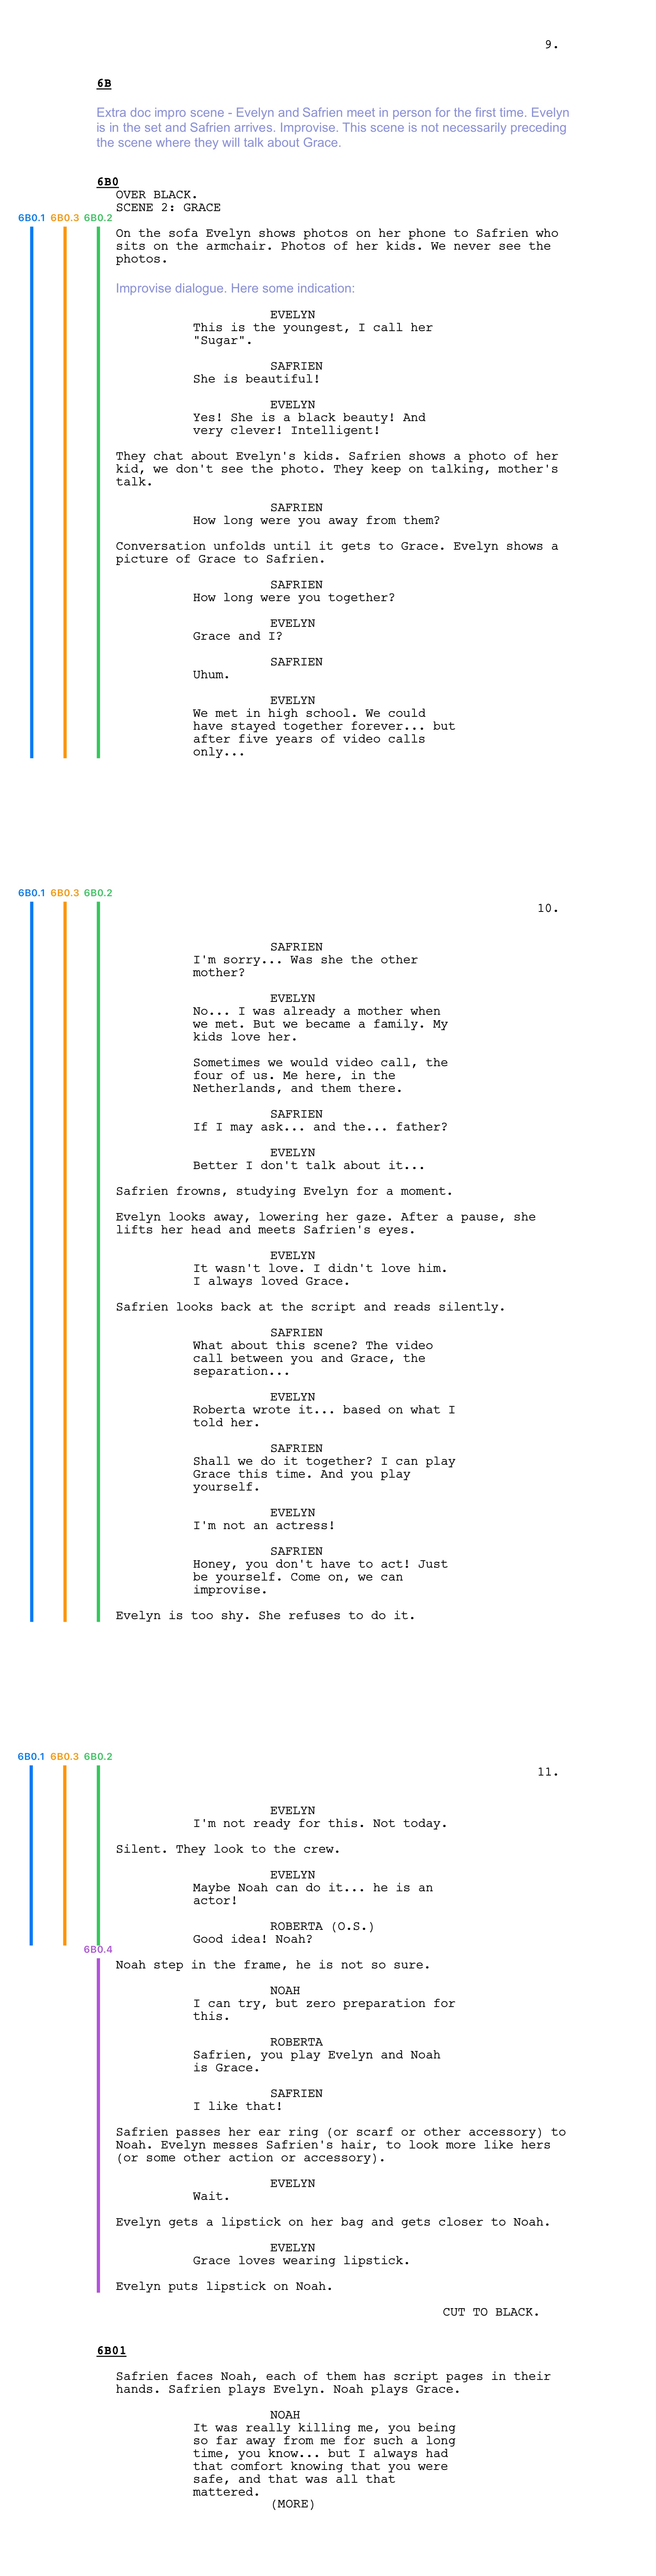 9.
6B
Extra doc impro scene - Evelyn and Safrien meet in person for the first time. Evelyn
is in the set and Safrien arrives. Improvise. This scene is not necessarily preceding
the scene where they will talk about Grace.
6B0
OVER BLACK.
SCENE 2: GRACE
6B0.1 6B0.3 6B0.2
On the sofa Evelyn shows photos on her phone to Safrien who
sits on the armchair. Photos of her kids. We never see the
photos.
Improvise dialogue. Here some indication:
EVELYN
This is the youngest, I call her
"Sugar".
SAFRIEN
She is beautiful!
EVELYN
Yes! She is a black beauty! And
very clever! Intelligent!
They chat about Evelyn's kids. Safrien shows a photo of her
kid, we don't see the photo. They keep on talking, mother's
talk.
SAFRIEN
How long were you away from them?
Conversation unfolds until it gets to Grace. Evelyn shows a
picture of Grace to Safrien.
SAFRIEN
How long were you together?
EVELYN
Grace and I?
SAFRIEN
Uhum.
EVELYN
We met in high school. We could
have stayed together forever... but
after five years of video calls
only...
6B0.1 6B0.3 6B0.2
10.
SAFRIEN
I'm sorry... Was she the other
mother?
EVELYN
No... I was already a mother when
we met. But we became a family. My
kids love her.
Sometimes we would video call, the
four of us. Me here, in the
Netherlands, and them there.
SAFRIEN
If I may ask... and the... father?
EVELYN
Better I don't talk about it...
Safrien frowns, studying Evelyn for a moment.
Evelyn looks away, lowering her gaze. After a pause, she
lifts her head and meets Safrien's eyes.
EVELYN
It wasn't love. I didn't love him.
I always loved Grace.
Safrien looks back at the script and reads silently.
SAFRIEN
What about this scene? The video
call between you and Grace, the
separation...
EVELYN
Roberta wrote it... based on what I
told her.
SAFRIEN
Shall we do it together? I can play
Grace this time. And you play
yourself.
EVELYN
I'm not an actress!
SAFRIEN
Honey, you don't have to act! Just
be yourself. Come on, we can
improvise.
Evelyn is too shy. She refuses to do it.
6B0.1 6B0.3 6B0.2
11.
EVELYN
I'm not ready for this. Not today.
Silent. They look to the crew.
EVELYN
Maybe Noah can do it... he is an
actor!
ROBERTA (O.S.)
Good idea! Noah?
6B0.4
Noah step in the frame, he is not so sure.
NOAH
I can try, but zero preparation for
this.
ROBERTA
Safrien, you play Evelyn and Noah
is Grace.
SAFRIEN
I like that!
Safrien passes her ear ring (or scarf or other accessory) to
Noah. Evelyn messes Safrien's hair, to look more like hers
(or some other action or accessory).
EVELYN
Wait.
Evelyn gets a lipstick on her bag and gets closer to Noah.
EVELYN
Grace loves wearing lipstick.
Evelyn puts lipstick on Noah.
CUT TO BLACK.
6B01
Safrien faces Noah, each of them has script pages in their
hands. Safrien plays Evelyn. Noah plays Grace.
NOAH
It was really killing me, you being
so far away from me for such a long
time, you know... but I always had
that comfort knowing that you were
safe, and that was all that
mattered.
(MORE)